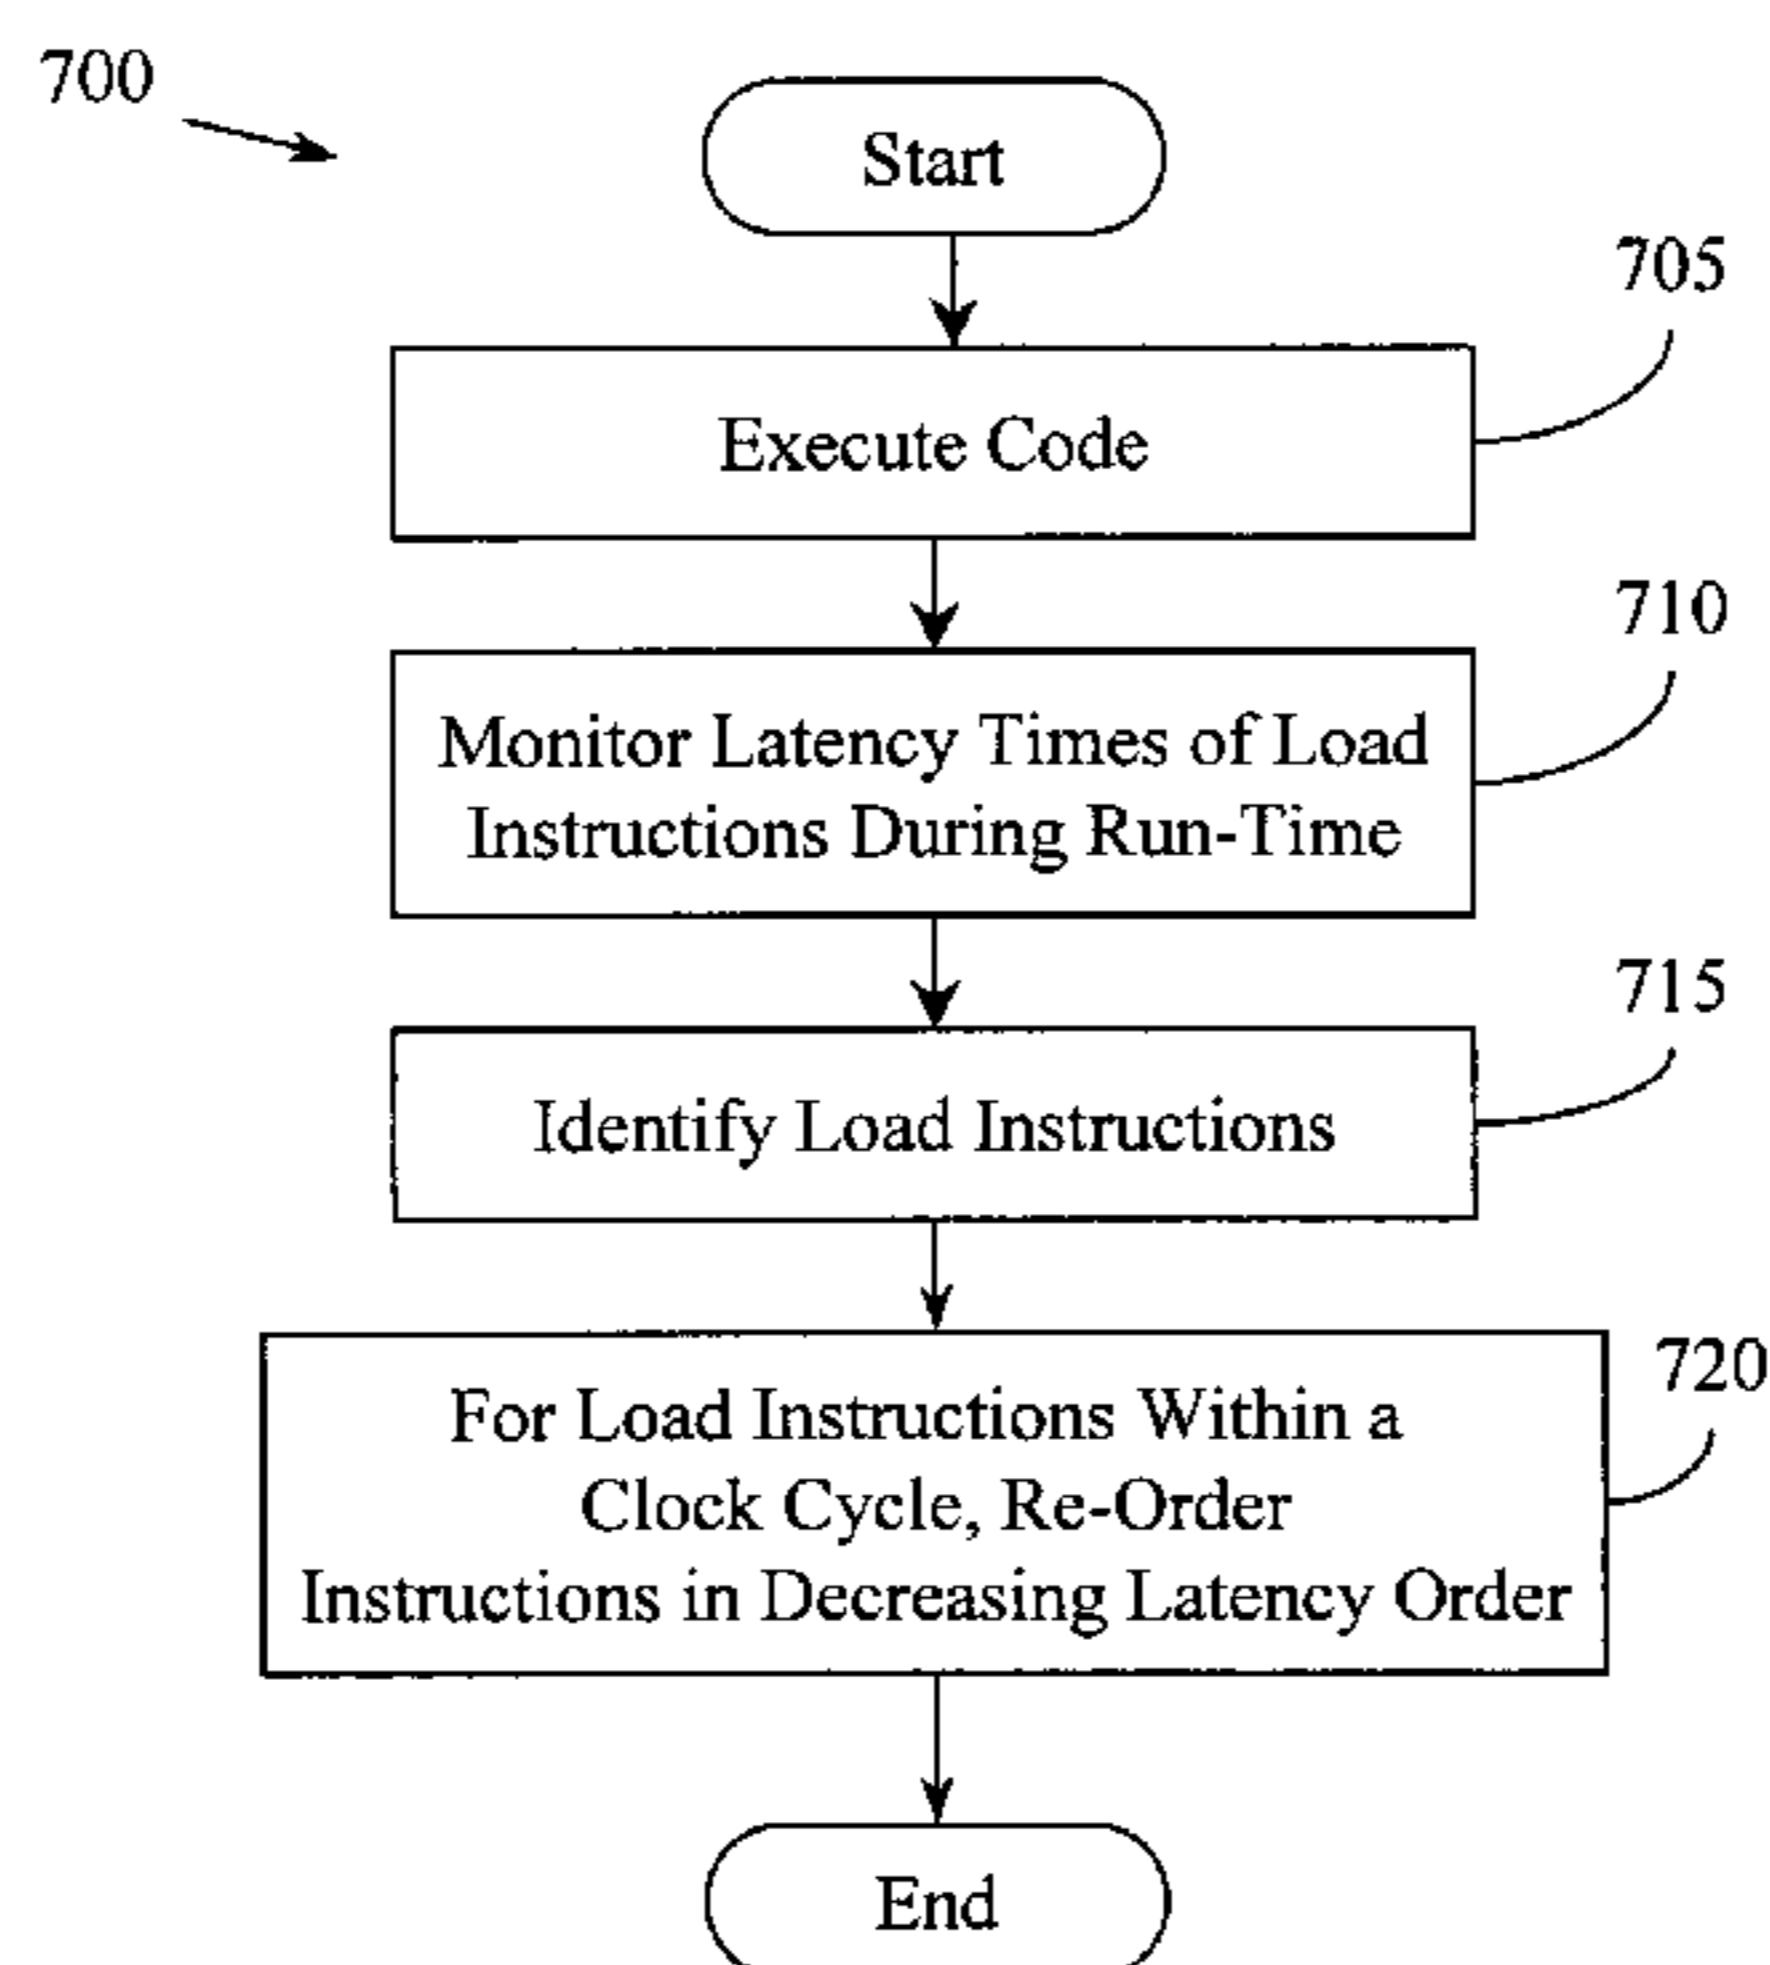 700
Start
705
Execute Code
710
Monitor Latency Times of Load
Instructions During Run-Time
715
Identify Load Instructions
720
For Load Instructions Within a
Clock Cycle, Re-Order
Instructions in Decreasing Latency Order
End